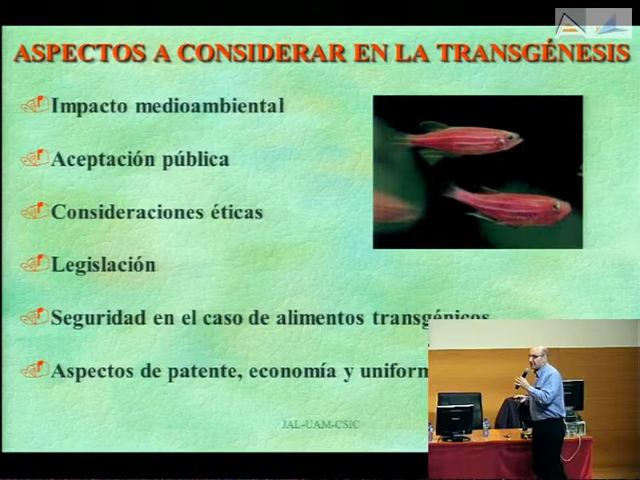 ASPECTOS A CONSIDERAR EN LA TRANSGÉNESIS
Impacto medioambiental
Aceptación pública
Consideraciones éticas
Legislación
Seguridad en el caso de alimentos transgénicos
Aspectos de patente, economía y
JAL-UAM-CSIC